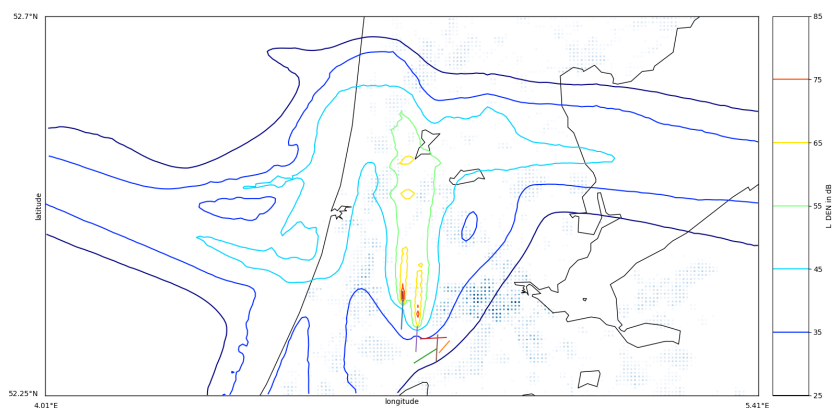 52.7°N
85
75
65
55
45
35
25
L_DEN in dB
latitude
52.25°N
4.01°E
longitude
5.41°E